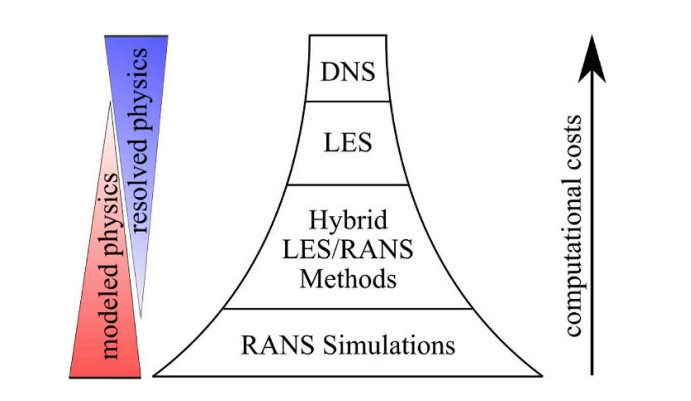 modeled physics
resolved physics
DNS
LES
Hybrid
LES/RANS
Methods
RANS Simulations
computational costs